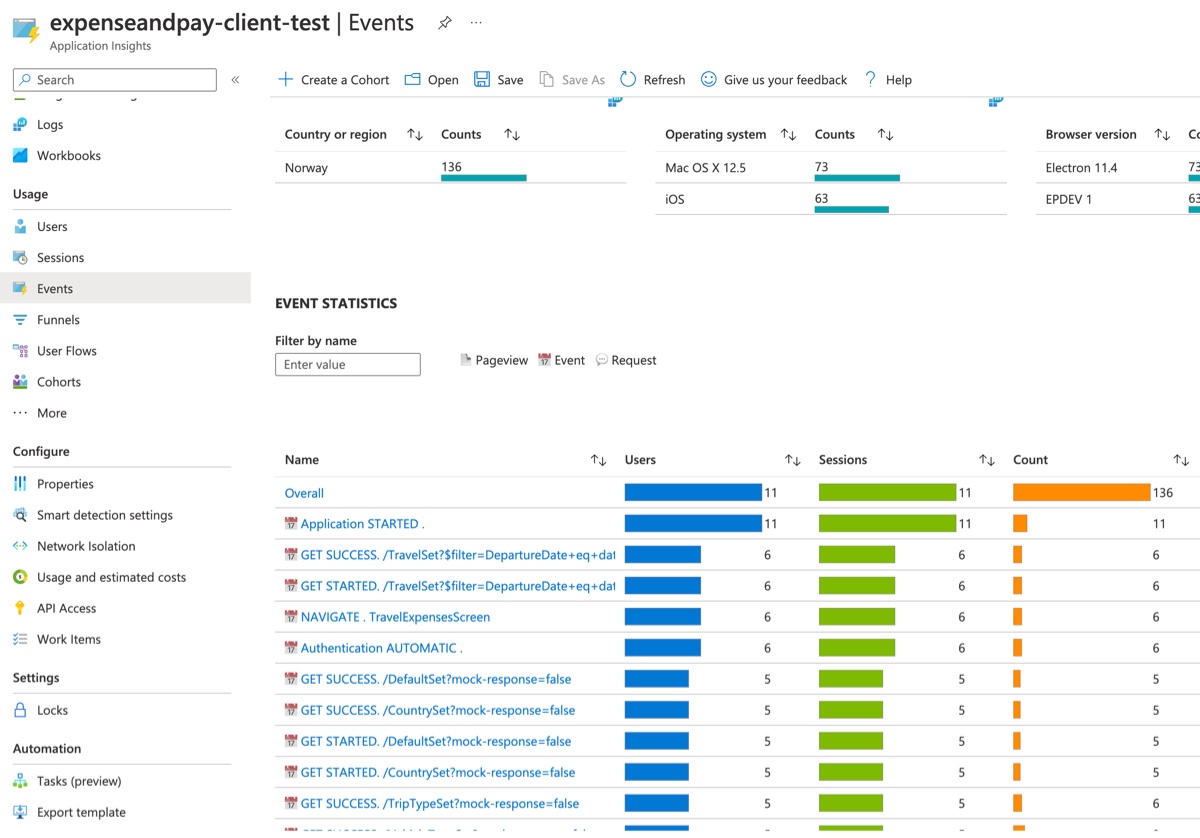 expenseandpay-client-test | Events
Application Insights
Search
«
Create a Cohort Open Save Save As Refresh Give us your feedback ? Help
Logs
Workbooks
Usage
Users
Sessions
Events
Funnels
User Flows
Cohorts
More
Configure
Properties
Smart detection settings
Network Isolation
Usage and estimated costs
API Access
Work Items
Settings
Locks
Automation
Tasks (preview)
Export template
Country or region Counts
Norway 136
Operating system Counts
Mac OS X 12.5 73
iOS 63
Browser version
Electron 11.4 73
EPDEV 1 63
EVENT STATISTICS
Filter by name
Enter value
Pageview Event Request
Name Users Sessions Count
Overall 11 11 136
Application STARTED . 11 11 11
GET SUCCESS. /TravelSet?$filter=DepartureDate+eq+dat 6 6 6
GET STARTED. /TravelSet?$filter=DepartureDate+eq+dat 6 6 6
NAVIGATE . TravelExpensesScreen 6 6 6
Authentication AUTOMATIC . 6 6 6
GET SUCCESS. /DefaultSet?mock-response=false 5 5 5
GET SUCCESS. /CountrySet?mock-response=false 5 5 5
GET STARTED. /DefaultSet?mock-response=false 5 5 5
GET STARTED. /CountrySet?mock-response=false 5 5 5
GET SUCCESS. /TripTypeSet?mock-response=false 5 5 6